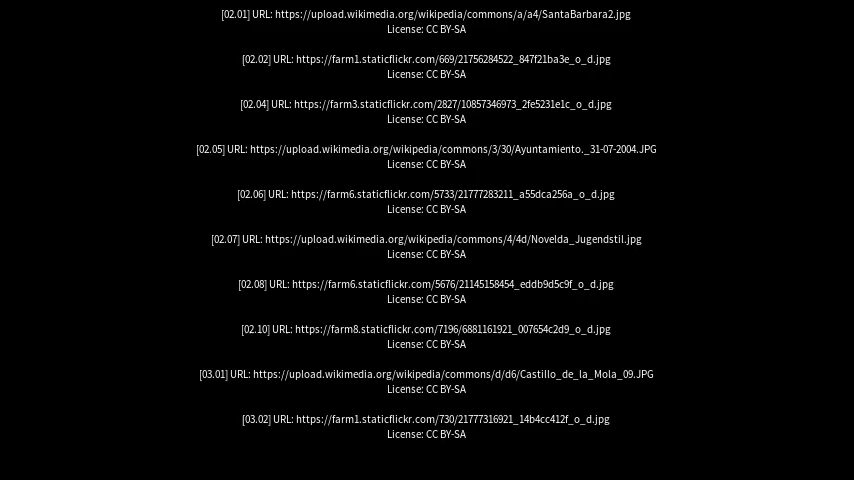 [02.01] URL: https://upload.wikimedia.org/wikipedia/commons/a/a4/SantaBarbara2.jpg
License: CC BY-SA
[02.02] URL: https://farm1.staticflickr.com/669/21756284522_847f21ba3e_o_d.jpg
License: CC BY-SA
[02.04] URL: https://farm3.staticflickr.com/2827/10857346973_2fe5231e1c_o_d.jpg
License: CC BY-SA
[02.05] URL: https://upload.wikimedia.org/wikipedia/commons/3/30/Ayuntamiento._31-07-2004.JPG
License: CC BY-SA
[02.06] URL: https://farm6.staticflickr.com/5733/21777283211_a55dca256a_o_d.jpg
License: CC BY-SA
[02.07] URL: https://upload.wikimedia.org/wikipedia/commons/4/4d/Novelda_Jugendstil.jpg
License: CC BY-SA
[02.08] URL: https://farm6.staticflickr.com/5676/21145158454_eddb9d5c9f_o_d.jpg
License: CC BY-SA
[02.10] URL: https://farm8.staticflickr.com/7196/6881161921_007654c2d9_o_d.jpg
License: CC BY-SA
[03.01] URL: https://upload.wikimedia.org/wikipedia/commons/d/d6/Castillo_de_la_Mola_09.JPG
License: CC BY-SA
[03.02] URL: https://farm1.staticflickr.com/730/21777316921_14b4cc412f_o_d.jpg
License: CC BY-SA